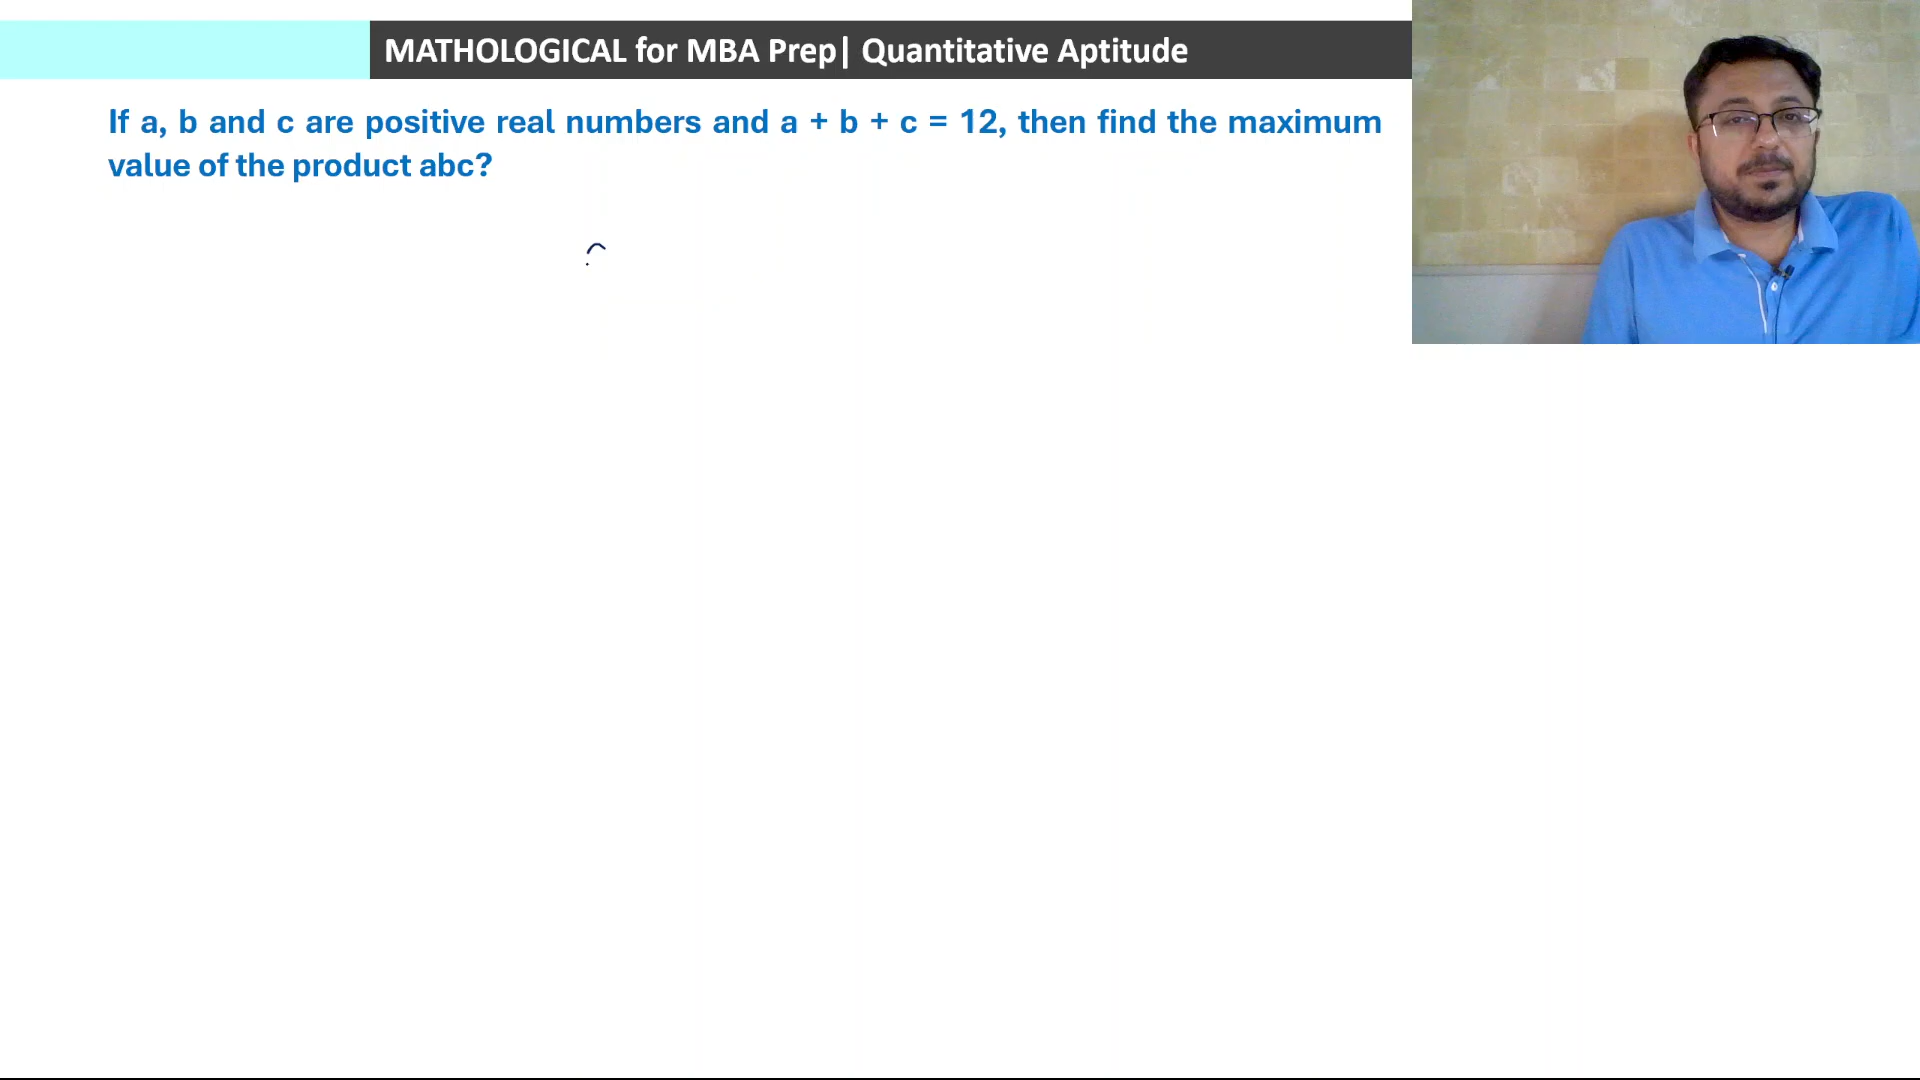 MATHOLOGICAL for MBA Prep| Quantitative Aptitude
If a, b and c are positive real numbers and a + b + c = 12, then find the maximum
value of the product abc?